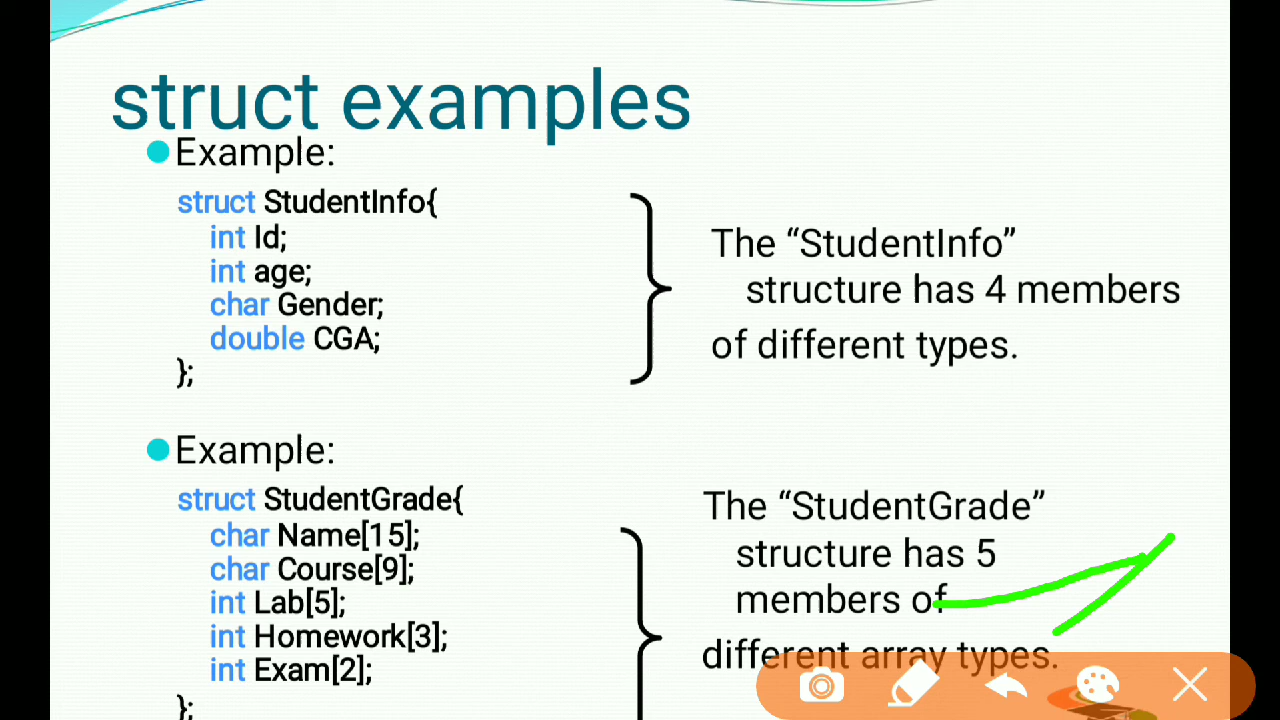 struct examples
Example:
struct StudentInfo{
int Id;
int age;
char Gender;
double CGA;
};
The “StudentInfo”
structure has 4 members
of different types.
Example:
struct StudentGrade{
char Name[15];
char Course[9];
int Lab[5];
int Homework[3];
int Exam[2];
};
The “StudentGrade”
structure has 5
members of
different array types.